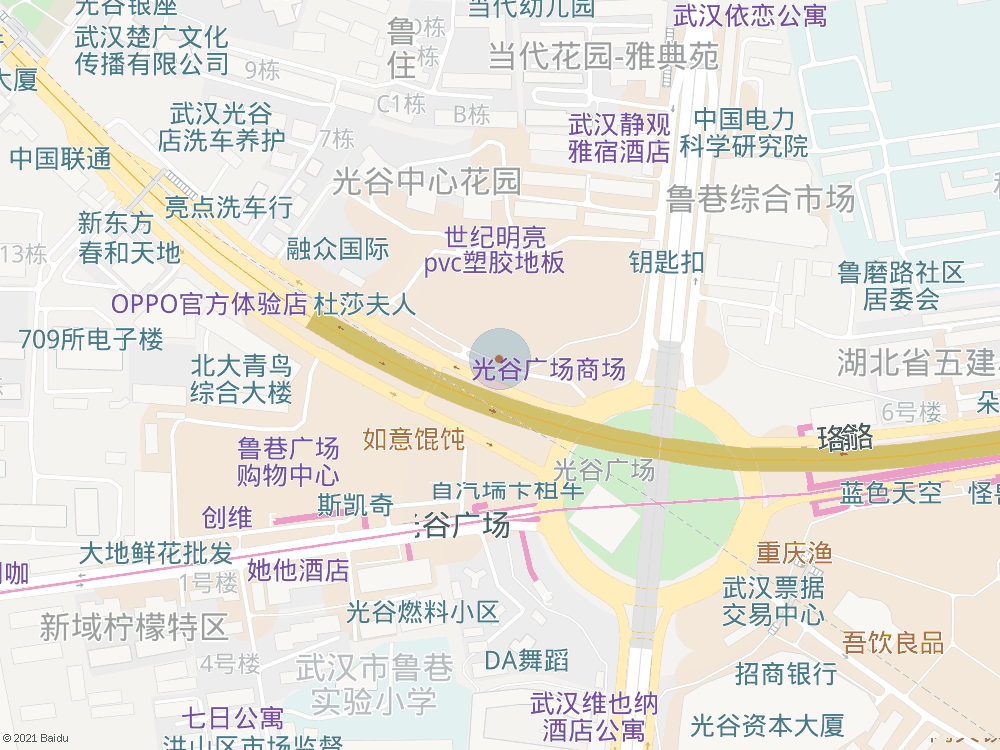 光谷银座
当代幼儿园
武汉依恋公寓
武汉楚广文化
传播有限公司
9栋
鲁
住
栋
当代花园-雅典苑
大厦
C1栋
B栋
武汉光谷
店洗车养护
7栋
武汉静观
雅宿酒店
中国电力
科学研究院
中国联通
光谷中心花园
鲁巷综合市场
新东方
春和天地
亮点洗车行
13栋
融众国际
世纪明亮
pvc塑胶地板
钥匙扣
鲁磨路社区
居委会
OPPO官方体验店
杜莎夫人
709所电子楼
北大青鸟
综合大楼
光谷广场商场
湖北省五建
6号楼
朵
珞
鲁巷广场
购物中心
如意馄饨
光谷广场
斯凯奇
蓝色天空
怪兽
创维
谷广场
大地鲜花批发
1号楼
她他酒店
咖
重庆渔
武汉票据
交易中心
光谷燃料小区
新域柠檬特区
4号楼
武汉市鲁巷
实验小学
DA舞蹈
吾饮良品
招商银行
武汉维也纳
酒店公寓
七日公寓
洪山区市场监督
光谷资本大厦
© 2021 Baidu